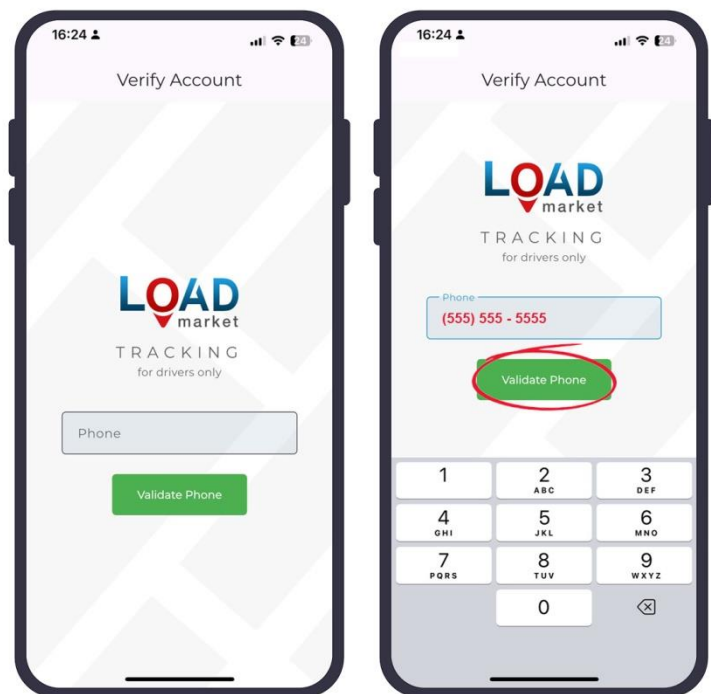 16:24
24
Verify Account
LOAD
market
TRACKING
for drivers only
Phone
Validate Phone
16:24
24
Verify Account
LOAD
market
TRACKING
for drivers only
Phone
(555) 555 - 5555
Validate Phone
1 2 3
ABC DEF
4 5 6
GHI JKL MNO
7 8 9
PQRS TUV WXYZ
0